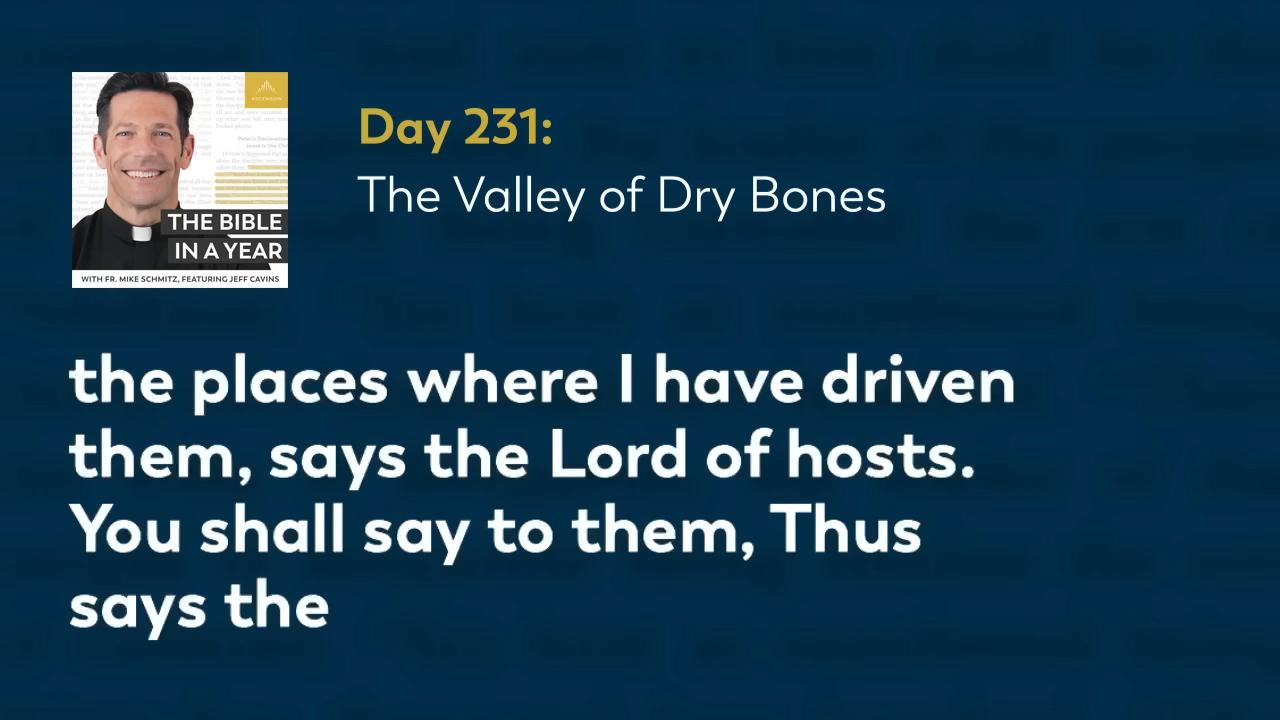 ASCENSION
THE BIBLE
IN A YEAR
WITH FR. MIKE SCHMITZ, FEATURING JEFF CAVINS
Day 231:
The Valley of Dry Bones
the places where I have driven
them, says the Lord of hosts.
You shall say to them, Thus
says the